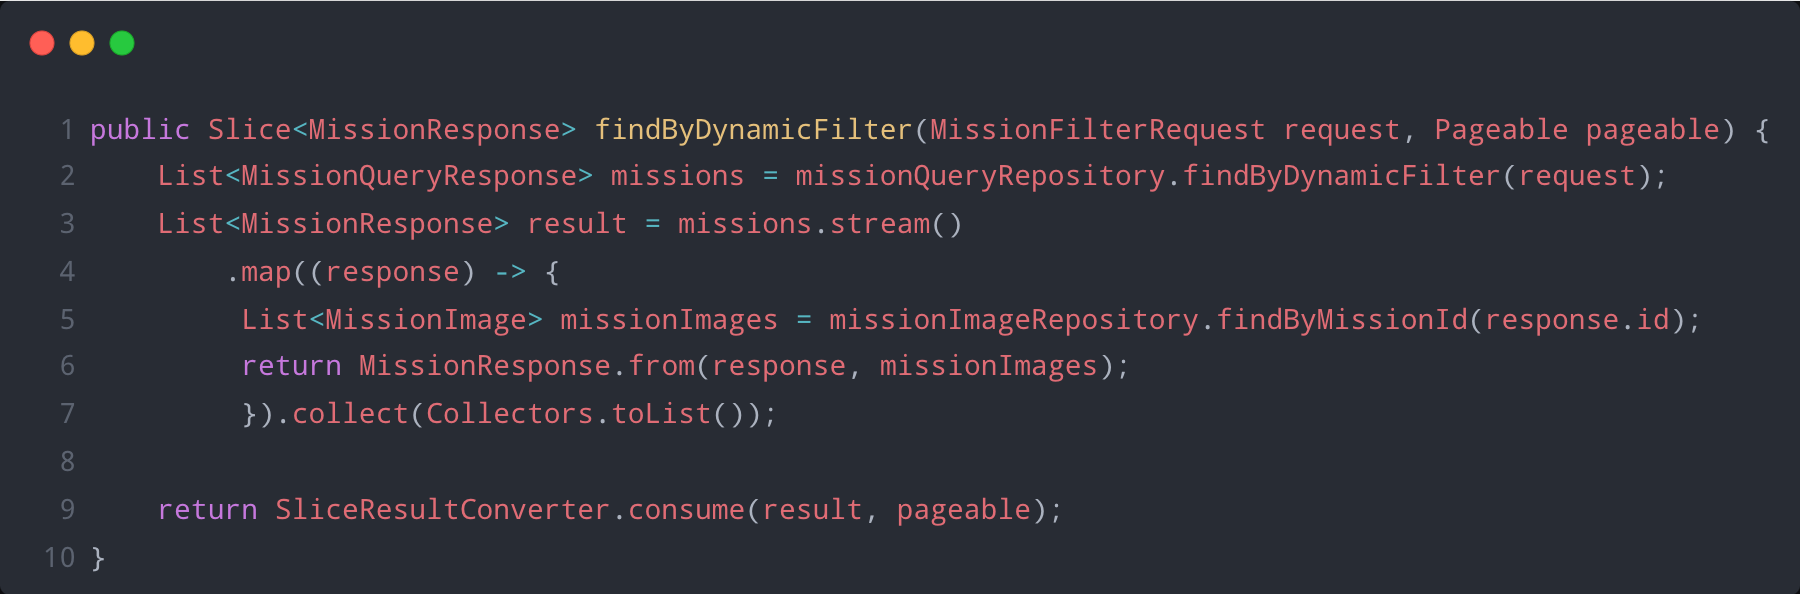 1 public Slice<MissionResponse> findByDynamicFilter(MissionFilterRequest request, Pageable pageable) {
2     List<MissionQueryResponse> missions = missionQueryRepository.findByDynamicFilter(request);
3     List<MissionResponse> result = missions.stream()
4         .map((response) -> {
5          List<MissionImage> missionImages = missionImageRepository.findByMissionId(response.id);
6          return MissionResponse.from(response, missionImages);
7          }).collect(Collectors.toList());
8
9     return SliceResultConverter.consume(result, pageable);
10 }